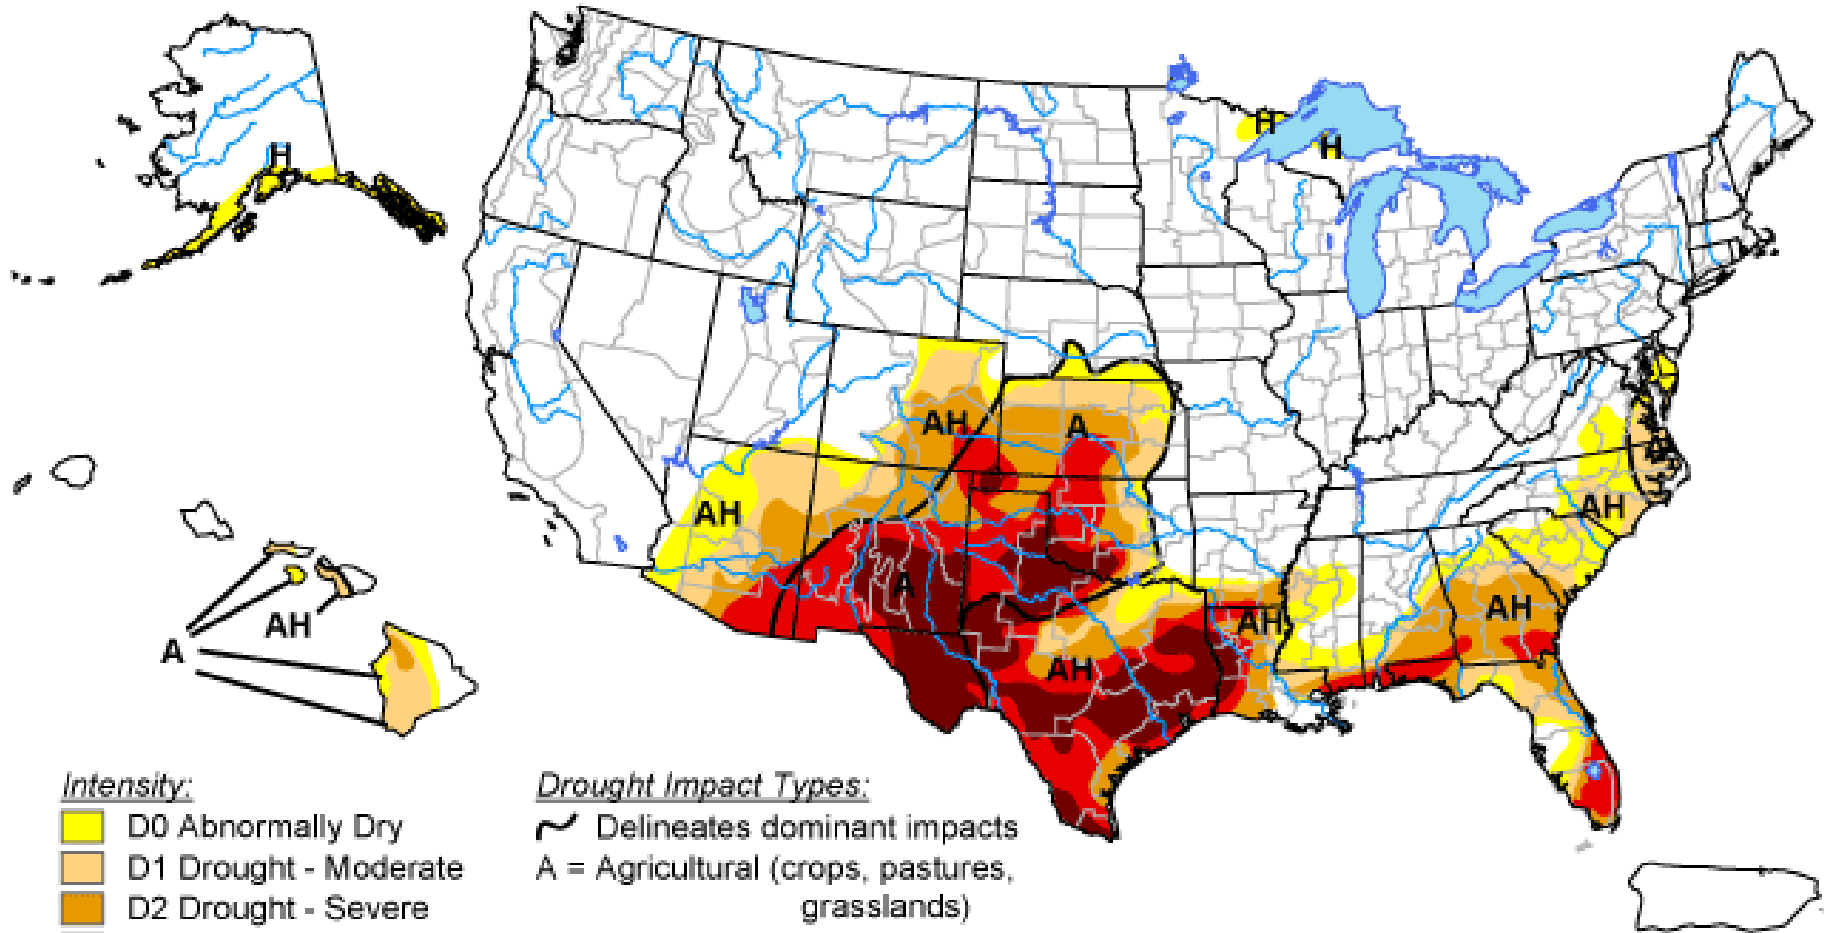 H
H
H
AH
A
AH
AH
A
AH
A
AH
AH
AH
Intensity:
D0 Abnormally Dry
D1 Drought - Moderate
D2 Drought - Severe
Drought Impact Types:
Delineates dominant impacts
A = Agricultural (crops, pastures,
grasslands)